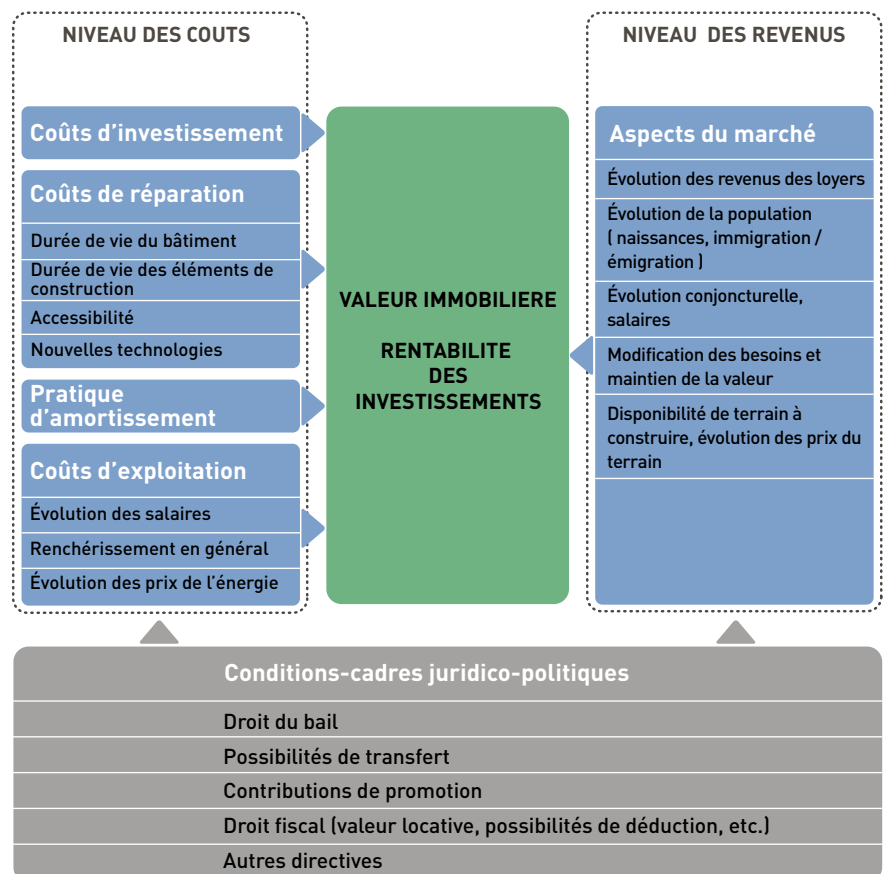 NIVEAU DES COUTS
Coûts d’investissement
Coûts de réparation
Durée de vie du bâtiment
Durée de vie des éléments de
construction
Accessibilité
Nouvelles technologies
Pratique
d’amortissement
Coûts d’exploitation
Évolution des salaires
Renchérissement en général
Évolution des prix de l’énergie
VALEUR IMMOBILIERE
RENTABILITE
DES
INVESTISSEMENTS
NIVEAU DES REVENUS
Aspects du marché
Évolution des revenus des loyers
Évolution de la population
( naissances, immigration /
émigration )
Évolution conjoncturelle,
salaires
Modification des besoins et
maintien de la valeur
Disponibilité de terrain à
construire, évolution des prix du
terrain
Conditions-cadres juridico-politiques
Droit du bail
Possibilités de transfert
Contributions de promotion
Droit fiscal (valeur locative, possibilités de déduction, etc.)
Autres directives